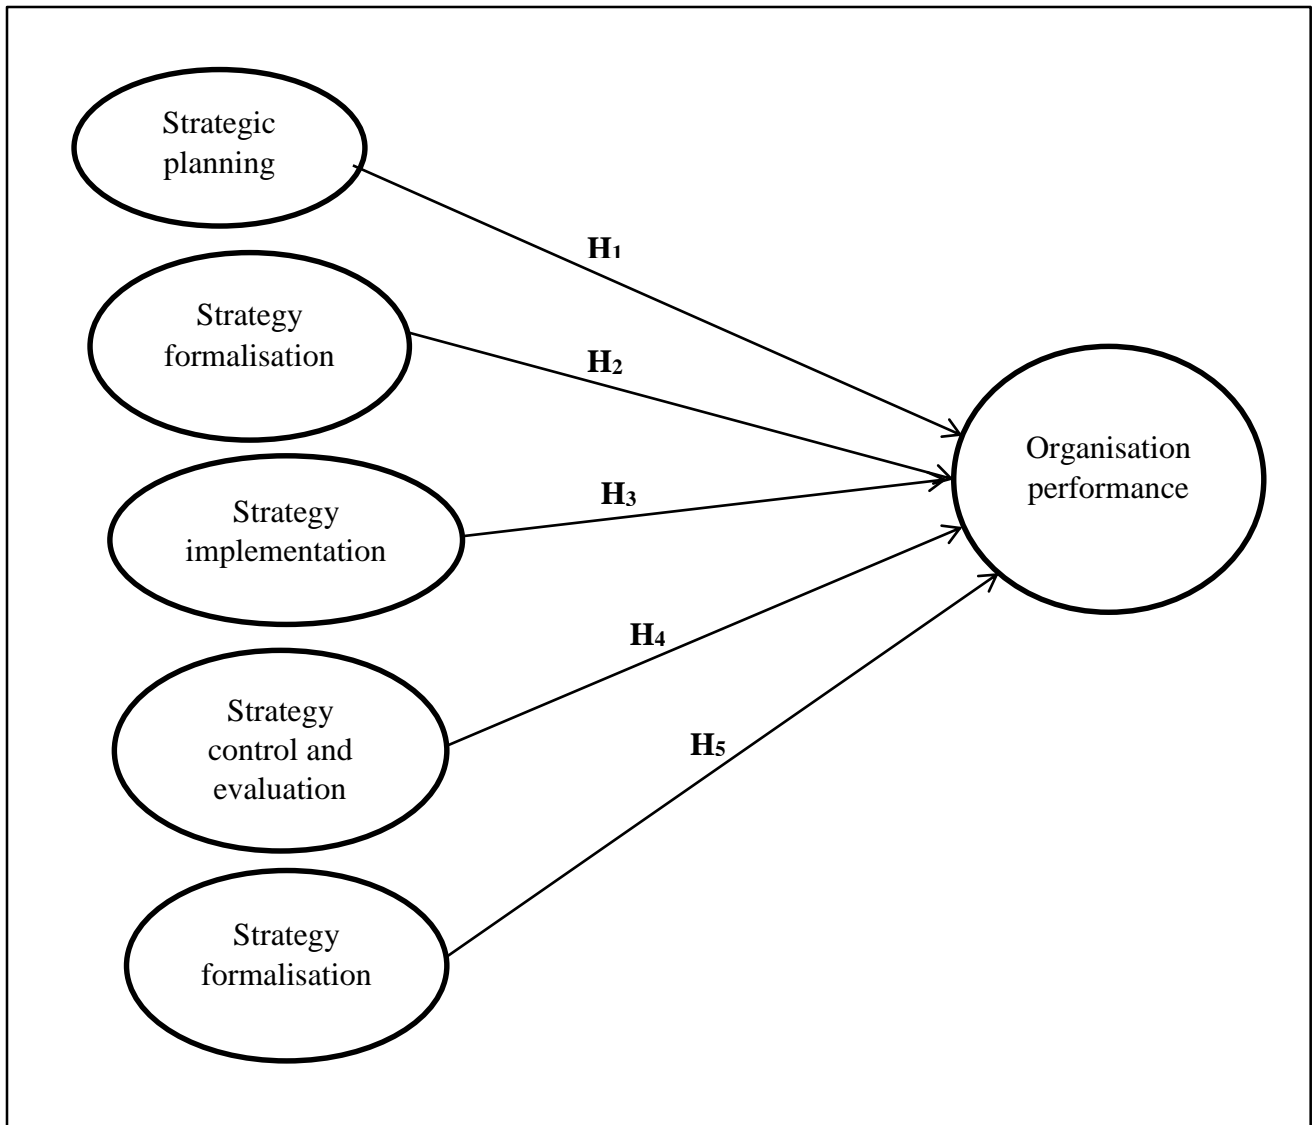 Strategic
planning
H1
Strategy
formalisation
H2
Strategy
implementation
H3
Organisation
performance
Strategy
control and
evaluation
H4
Strategy
formalisation
H5